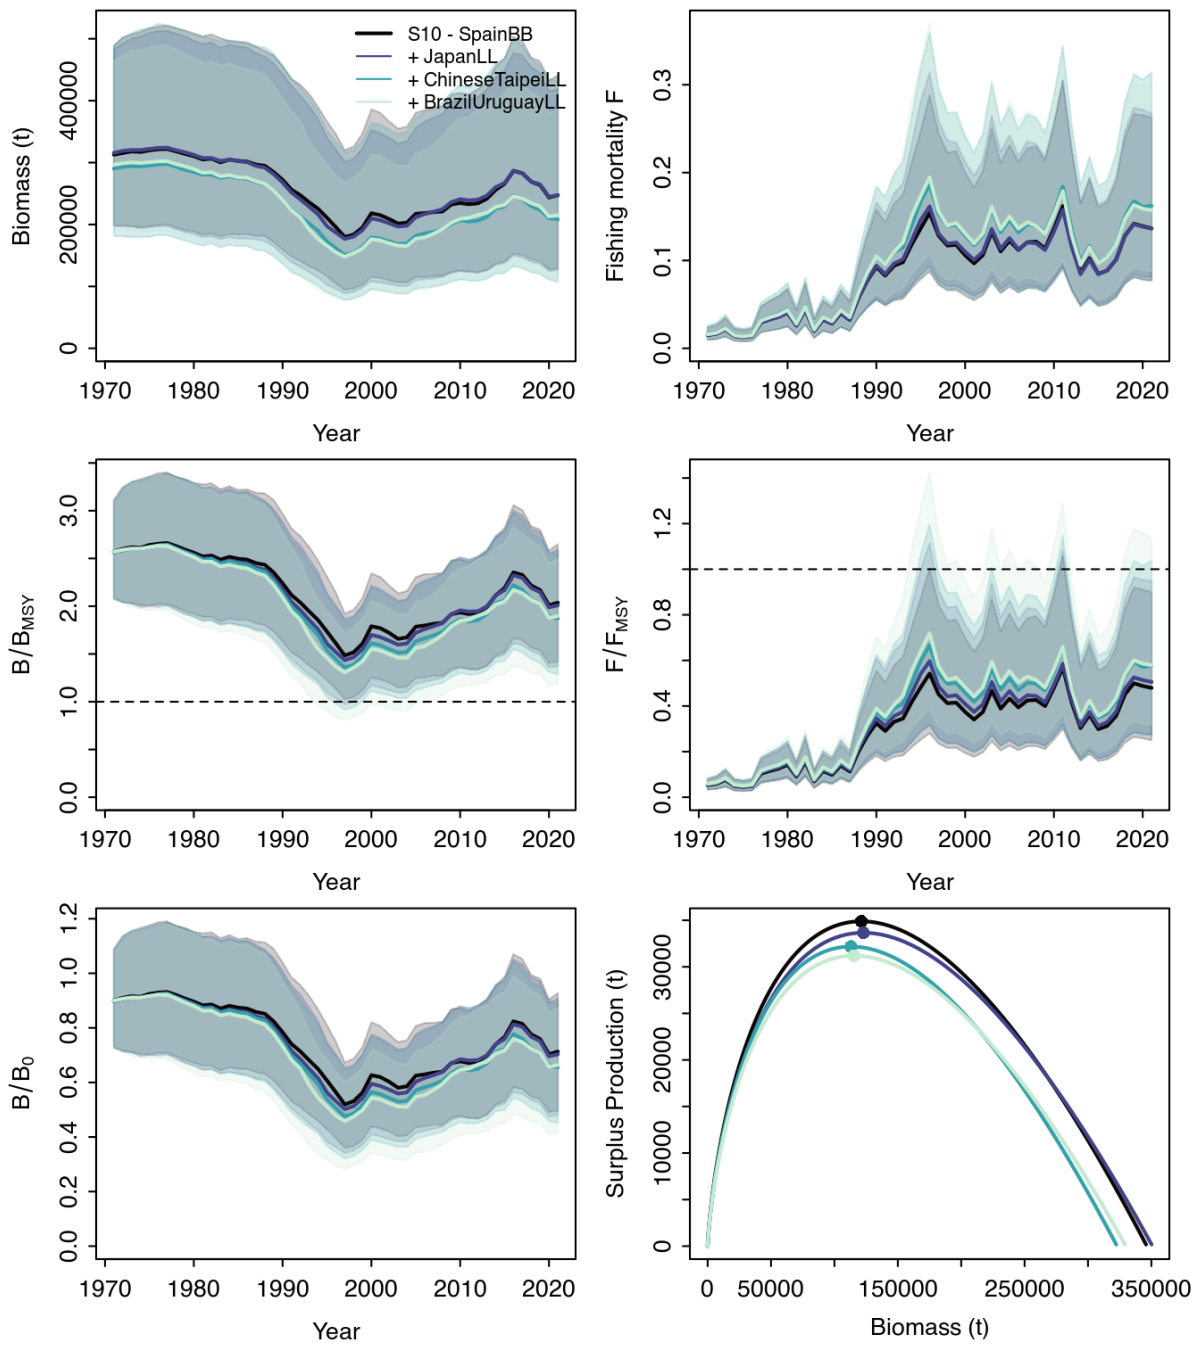 S10 - SpainBB
+ JapanLL
+ ChineseTaipeiLL
+ BrazilUruguayLL
Biomass (t)
0
200000
400000
1970 1980 1990 2000 2010 2020
Year
Fishing mortality F
0.0
0.1
0.2
0.3
1970 1980 1990 2000 2010 2020
Year
B/BMSY
0.0
1.0
2.0
3.0
1970 1980 1990 2000 2010 2020
Year
F/FMSY
0.0
0.4
0.8
1.2
1970 1980 1990 2000 2010 2020
Year
B/B0
0.0
0.2
0.4
0.6
0.8
1.0
1.2
1970 1980 1990 2000 2010 2020
Year
Surplus Production (t)
0
10000
20000
30000
0 50000 150000 250000 350000
Biomass (t)